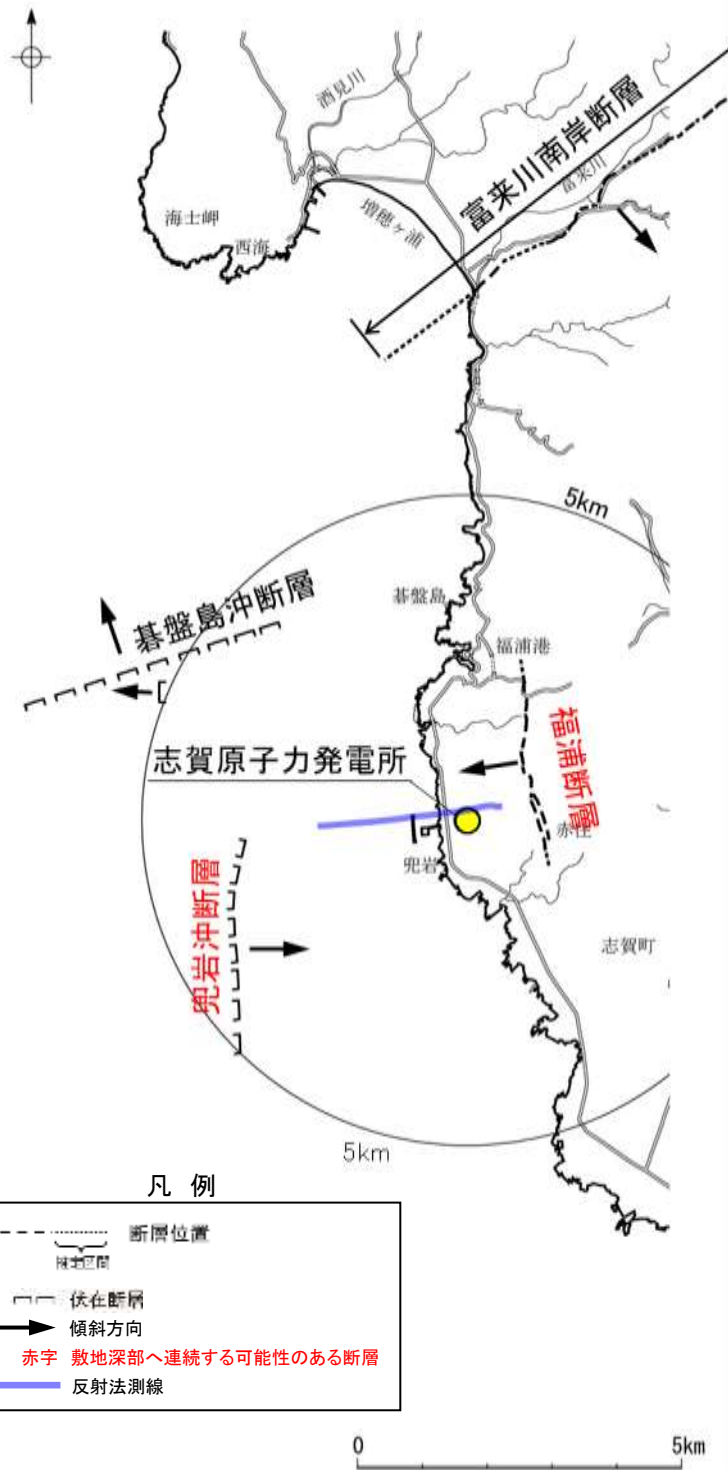 酒見川
富来川南岸断層
富来川
海士岬
西海
増穂ヶ浦
5km
碁盤島沖断層
碁盤島
福浦港
志賀原子力発電所
福浦断層
赤住
兜岩
兜岩沖断層
志賀町
5km
凡 例
断層位置
推定区間
伏在断層
傾斜方向
赤字 敷地深部へ連続する可能性のある断層
反射法測線
0 5km